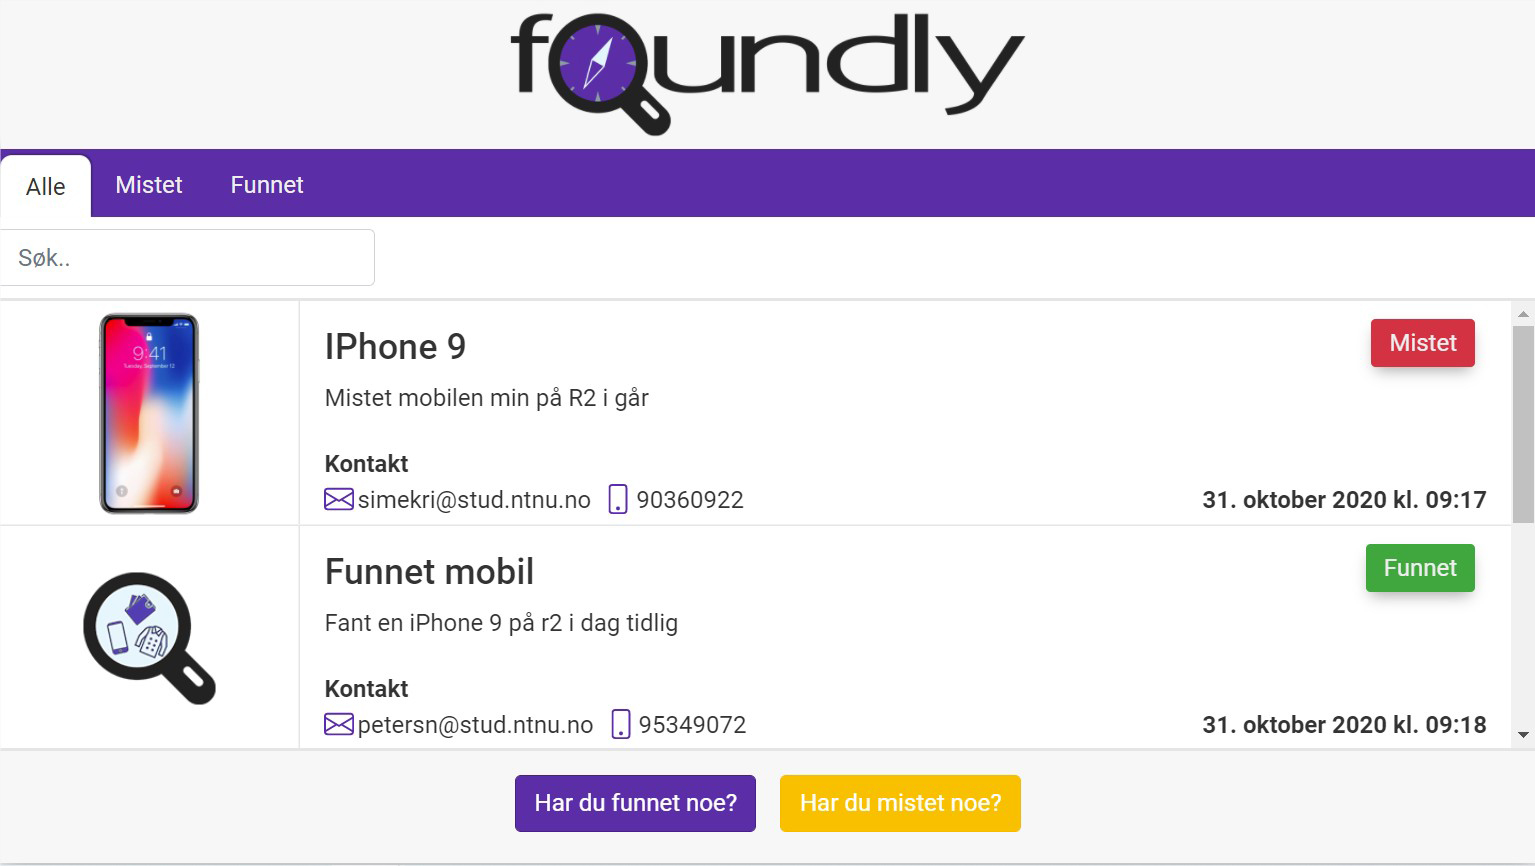 foundly
Alle
Mistet
Funnet
Søk..
9:41
IPhone 9
Mistet
Mistet mobilen min på R2 i går
Kontakt
simekri@stud.ntnu.no 90360922
31. oktober 2020 kl. 09:17
Funnet mobil
Funnet
Fant en iPhone 9 på r2 i dag tidlig
Kontakt
petersn@stud.ntnu.no 95349072
31. oktober 2020 kl. 09:18
Har du funnet noe?
Har du mistet noe?